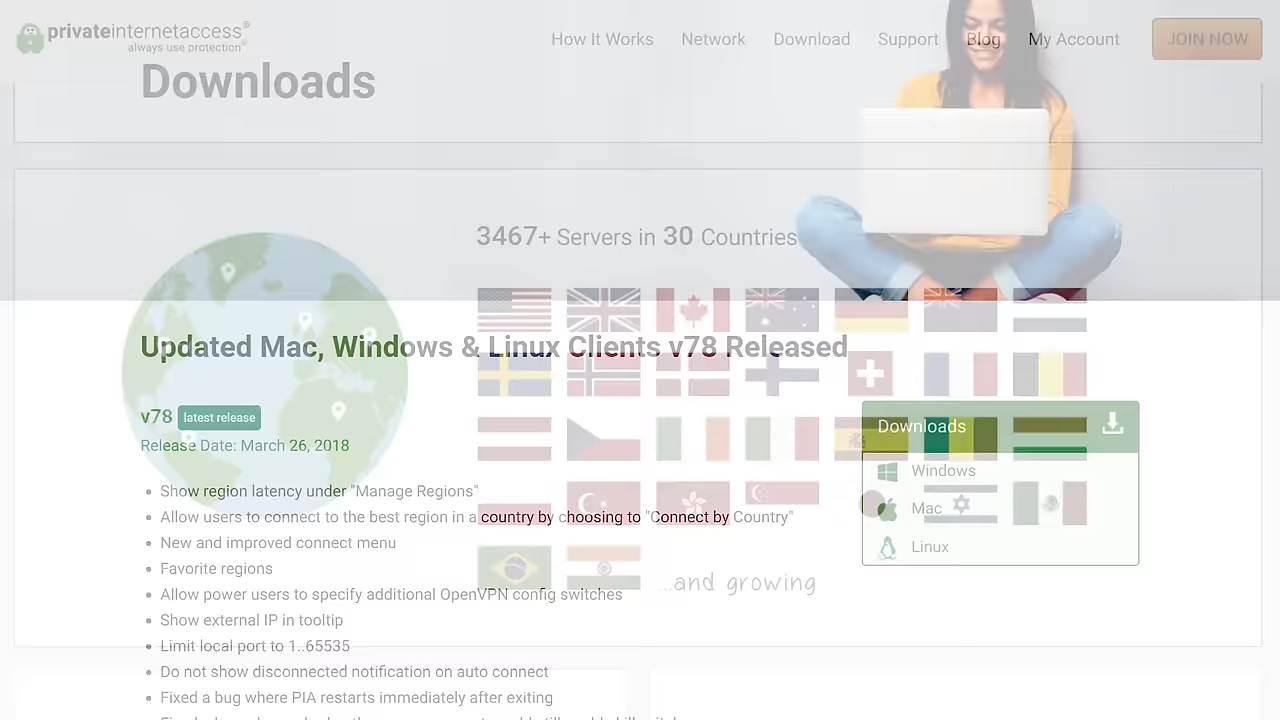 privateinternetaccess®
always use protection®
How It Works Network Download Support Blog My Account JOIN NOW
Downloads
3467+ Servers in 30 Countries
Updated Mac, Windows & Linux Clients v78 Released
v78 latest release
Release Date: March 26, 2018
Downloads
Windows
Mac
Linux
• Show region latency under "Manage Regions"
• Allow users to connect to the best region in a country by choosing to "Connect by Country"
• New and improved connect menu
• Favorite regions
...and growing
• Allow power users to specify additional OpenVPN config switches
• Show external IP in tooltip
• Limit local port to 1..65535
• Do not show disconnected notification on auto connect
• Fixed a bug where PIA restarts immediately after exiting